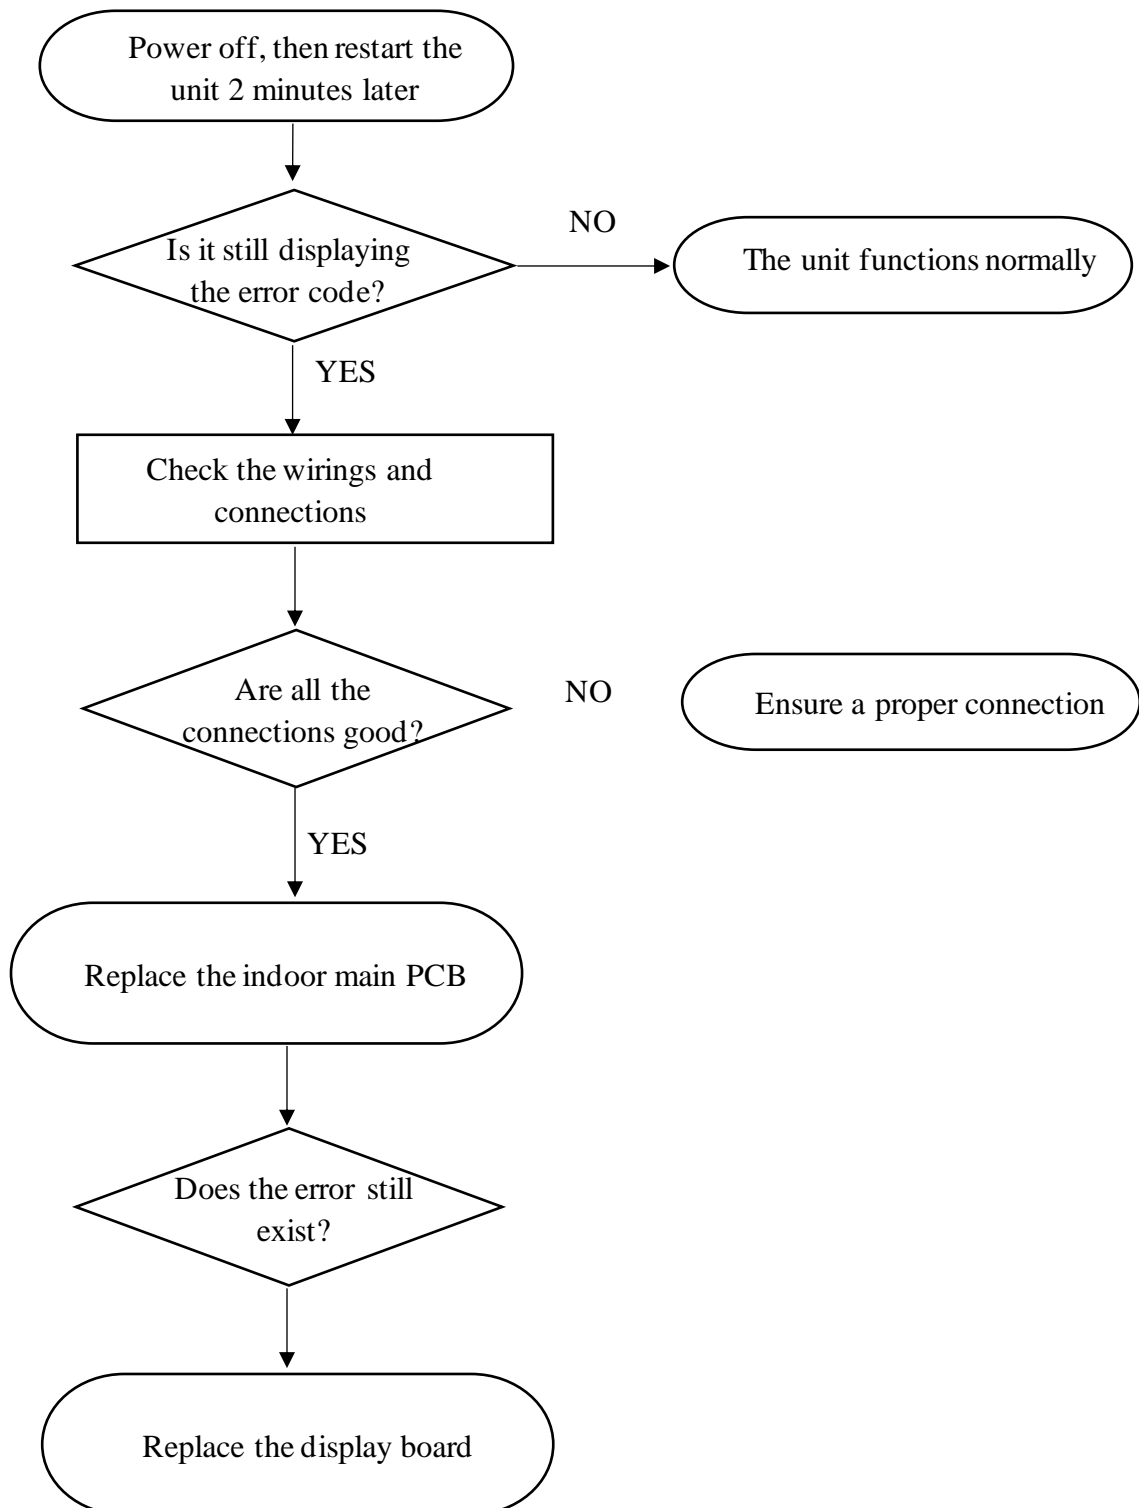 Power off, then restart the
unit 2 minutes later
Is it still displaying
the error code?
NO
The unit functions normally
YES
Check the wirings and
connections
Are all the
connections good?
NO
Ensure a proper connection
YES
Replace the indoor main PCB
Does the error still
exist?
Replace the display board